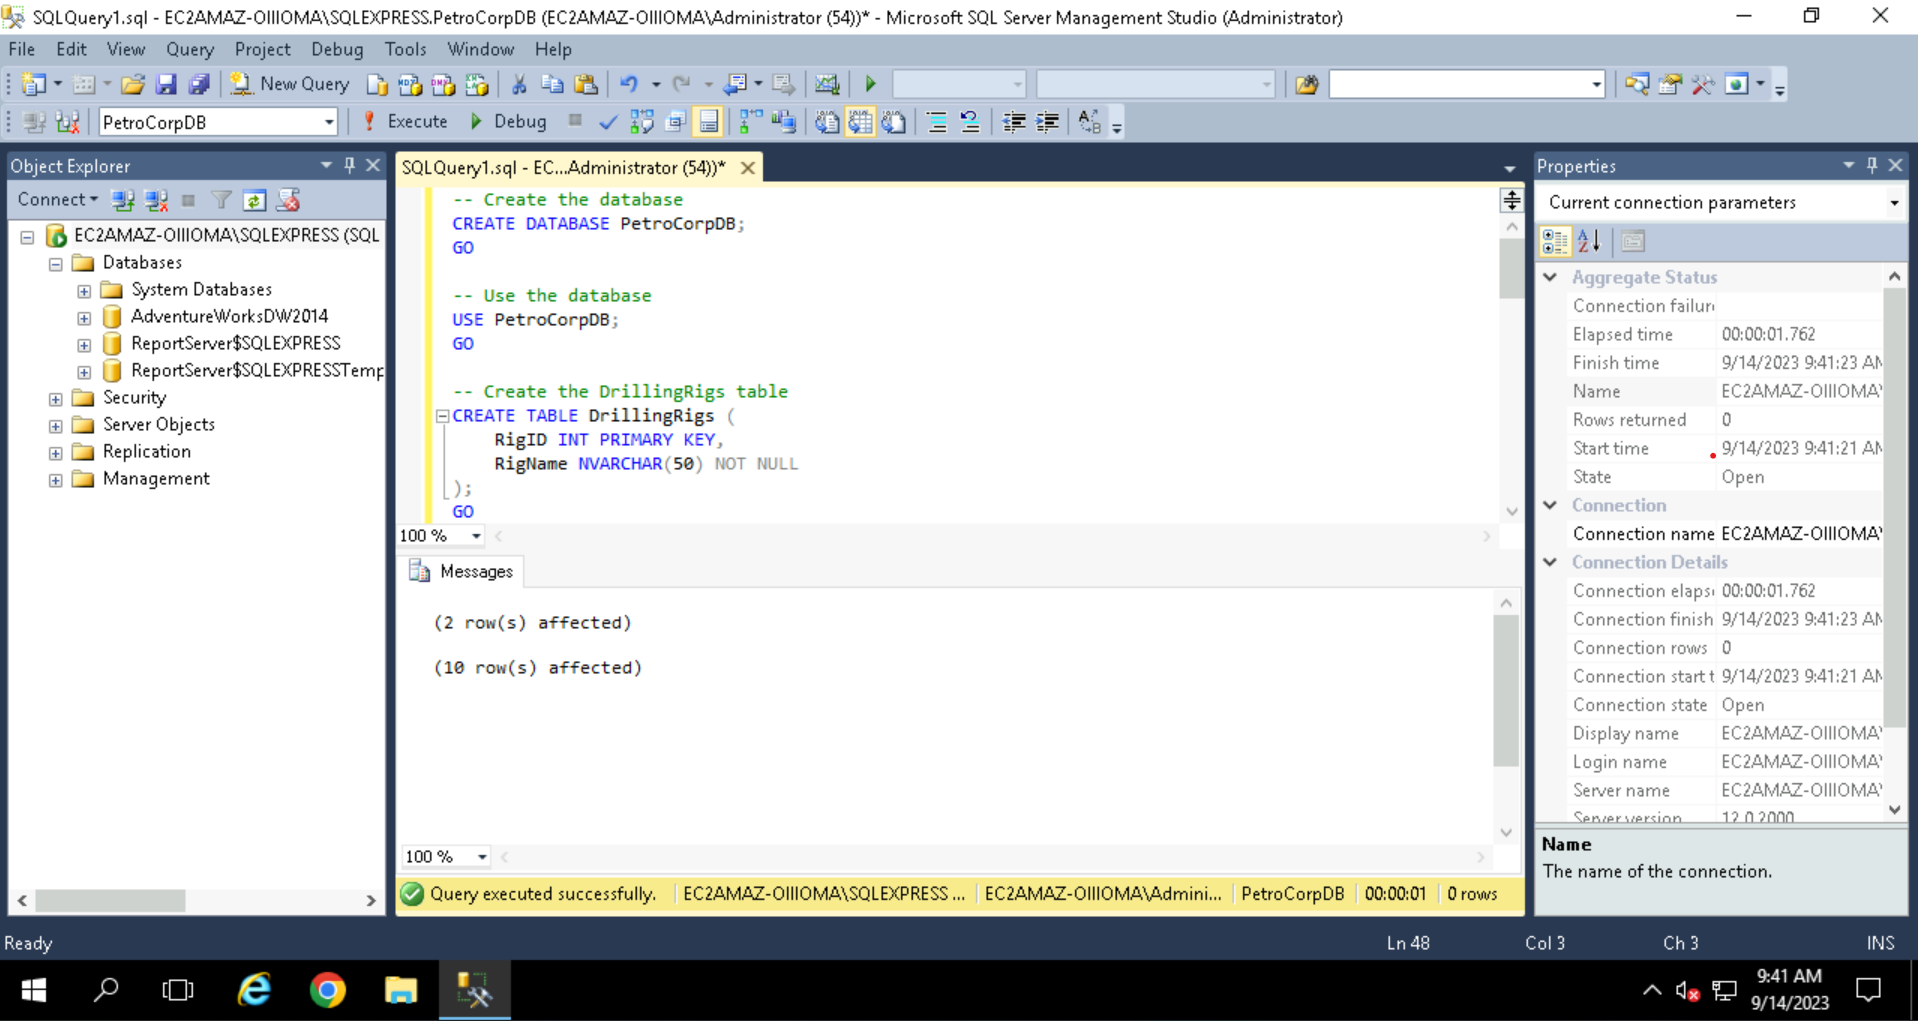 SQLQuery1.sql - EC2AMAZ-OIIIOMA\SQLEXPRESS.PetroCorpDB (EC2AMAZ-OIIIOMA\Administrator (54))* - Microsoft SQL Server Management Studio (Administrator)
File Edit View Query Project Debug Tools Window Help
New Query
PetroCorpDB Execute Debug
Object Explorer
Connect
EC2AMAZ-OIIIOMA\SQLEXPRESS (SQL
Databases
System Databases
AdventureWorksDW2014
ReportServer$SQLEXPRESS
ReportServer$SQLEXPRESSTemp
Security
Server Objects
Replication
Management
SQLQuery1.sql - EC...Administrator (54))*
-- Create the database
CREATE DATABASE PetroCorpDB;
GO
-- Use the database
USE PetroCorpDB;
GO
-- Create the DrillingRigs table
CREATE TABLE DrillingRigs (
RigID INT PRIMARY KEY,
RigName NVARCHAR(50) NOT NULL
);
GO
100 %
Messages
(2 row(s) affected)
(10 row(s) affected)
100 %
Query executed successfully. EC2AMAZ-OIIIOMA\SQLEXPRESS ... EC2AMAZ-OIIIOMA\Admini... PetroCorpDB 00:00:01 0 rows
Properties
Current connection parameters
Aggregate Status
Connection failur
Elapsed time 00:00:01.762
Finish time 9/14/2023 9:41:23 AM
Name EC2AMAZ-OIIIOMA\
Rows returned 0
Start time 9/14/2023 9:41:21 AM
State Open
Connection
Connection name EC2AMAZ-OIIIOMA\
Connection Details
Connection elaps 00:00:01.762
Connection finish 9/14/2023 9:41:23 AM
Connection rows 0
Connection start t 9/14/2023 9:41:21 AM
Connection state Open
Display name EC2AMAZ-OIIIOMA\
Login name EC2AMAZ-OIIIOMA\
Server name EC2AMAZ-OIIIOMA\
Server version 12.0.2000
Name
The name of the connection.
Ready Ln 48 Col 3 Ch 3 INS
9:41 AM
9/14/2023